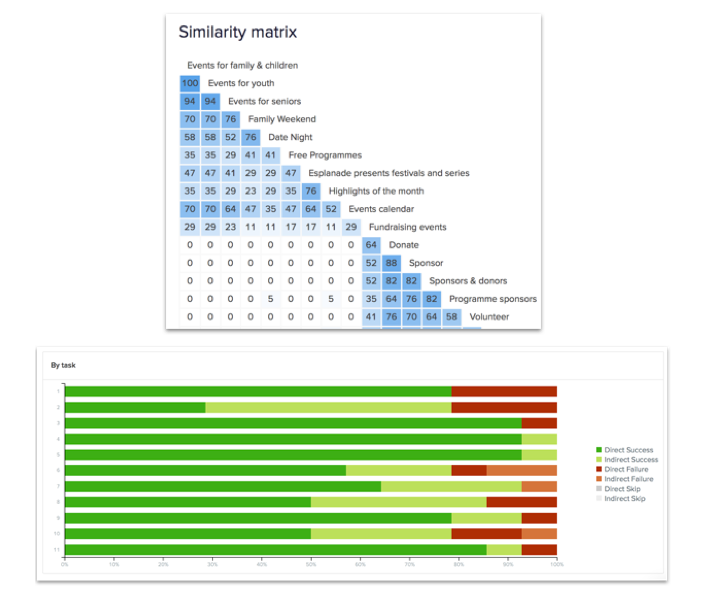 Similarity matrix
Events for family & children
100 Events for youth
94 94 Events for seniors
70 70 76 Family Weekend
58 58 52 76 Date Night
35 35 29 41 41 Free Programmes
47 47 41 29 29 47 Esplanade presents festivals and series
35 35 29 23 29 35 76 Highlights of the month
70 70 64 47 35 47 64 52 Events calendar
29 29 23 11 11 17 17 11 29 Fundraising events
0 0 0 0 0 0 0 0 0 64 Donate
0 0 0 0 0 0 0 0 0 52 88 Sponsor
0 0 0 0 0 0 0 0 0 52 82 82 Sponsors & donors
0 0 0 0 5 0 0 5 0 35 64 76 82 Programme sponsors
0 0 0 0 0 0 0 0 0 41 76 70 64 58 Volunteer
By task
1
2
3
4
5
6
7
8
9
10
11
0% 10% 20% 30% 40% 50% 60% 70% 80% 90% 100%
Direct Success
Indirect Success
Direct Failure
Indirect Failure
Direct Skip
Indirect Skip